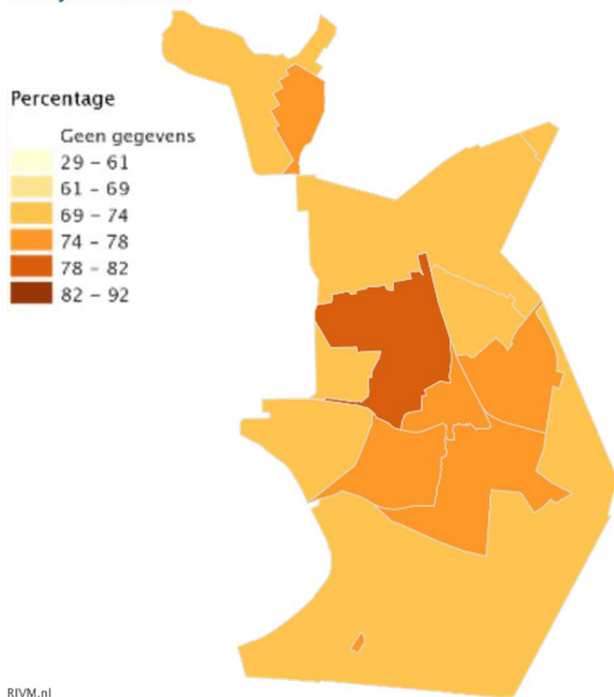 Percentage
Geen gegevens
29 – 61
61 – 69
69 – 74
74 – 78
78 – 82
82 – 92
RIVM.nl